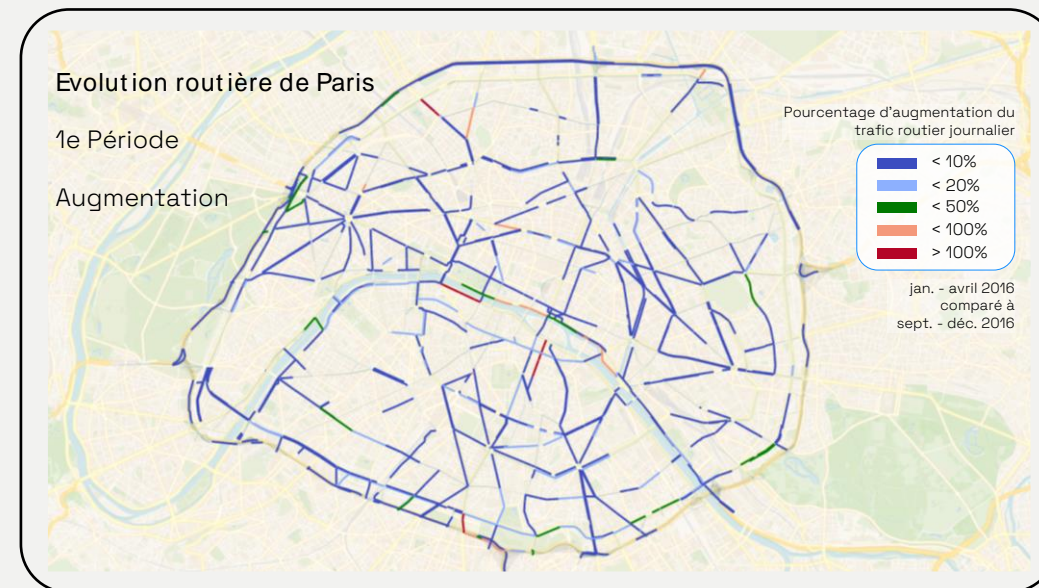 Evolution routière de Paris
1e Période
Augmentation
Pourcentage d'augmentation du
trafic routier journalier
< 10%
< 20%
< 50%
< 100%
> 100%
jan. - avril 2016
comparé à
sept. - déc. 2016